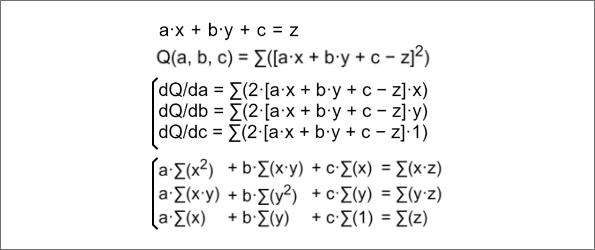 a·x + b·y + c = z
Q(a, b, c) = ∑([a·x + b·y + c − z]²)
dQ/da = ∑(2·[a·x + b·y + c − z]·x)
dQ/db = ∑(2·[a·x + b·y + c − z]·y)
dQ/dc = ∑(2·[a·x + b·y + c − z]·1)
a·∑(x²) + b·∑(x·y) + c·∑(x) = ∑(x·z)
a·∑(x·y) + b·∑(y²) + c·∑(y) = ∑(y·z)
a·∑(x) + b·∑(y) + c·∑(1) = ∑(z)